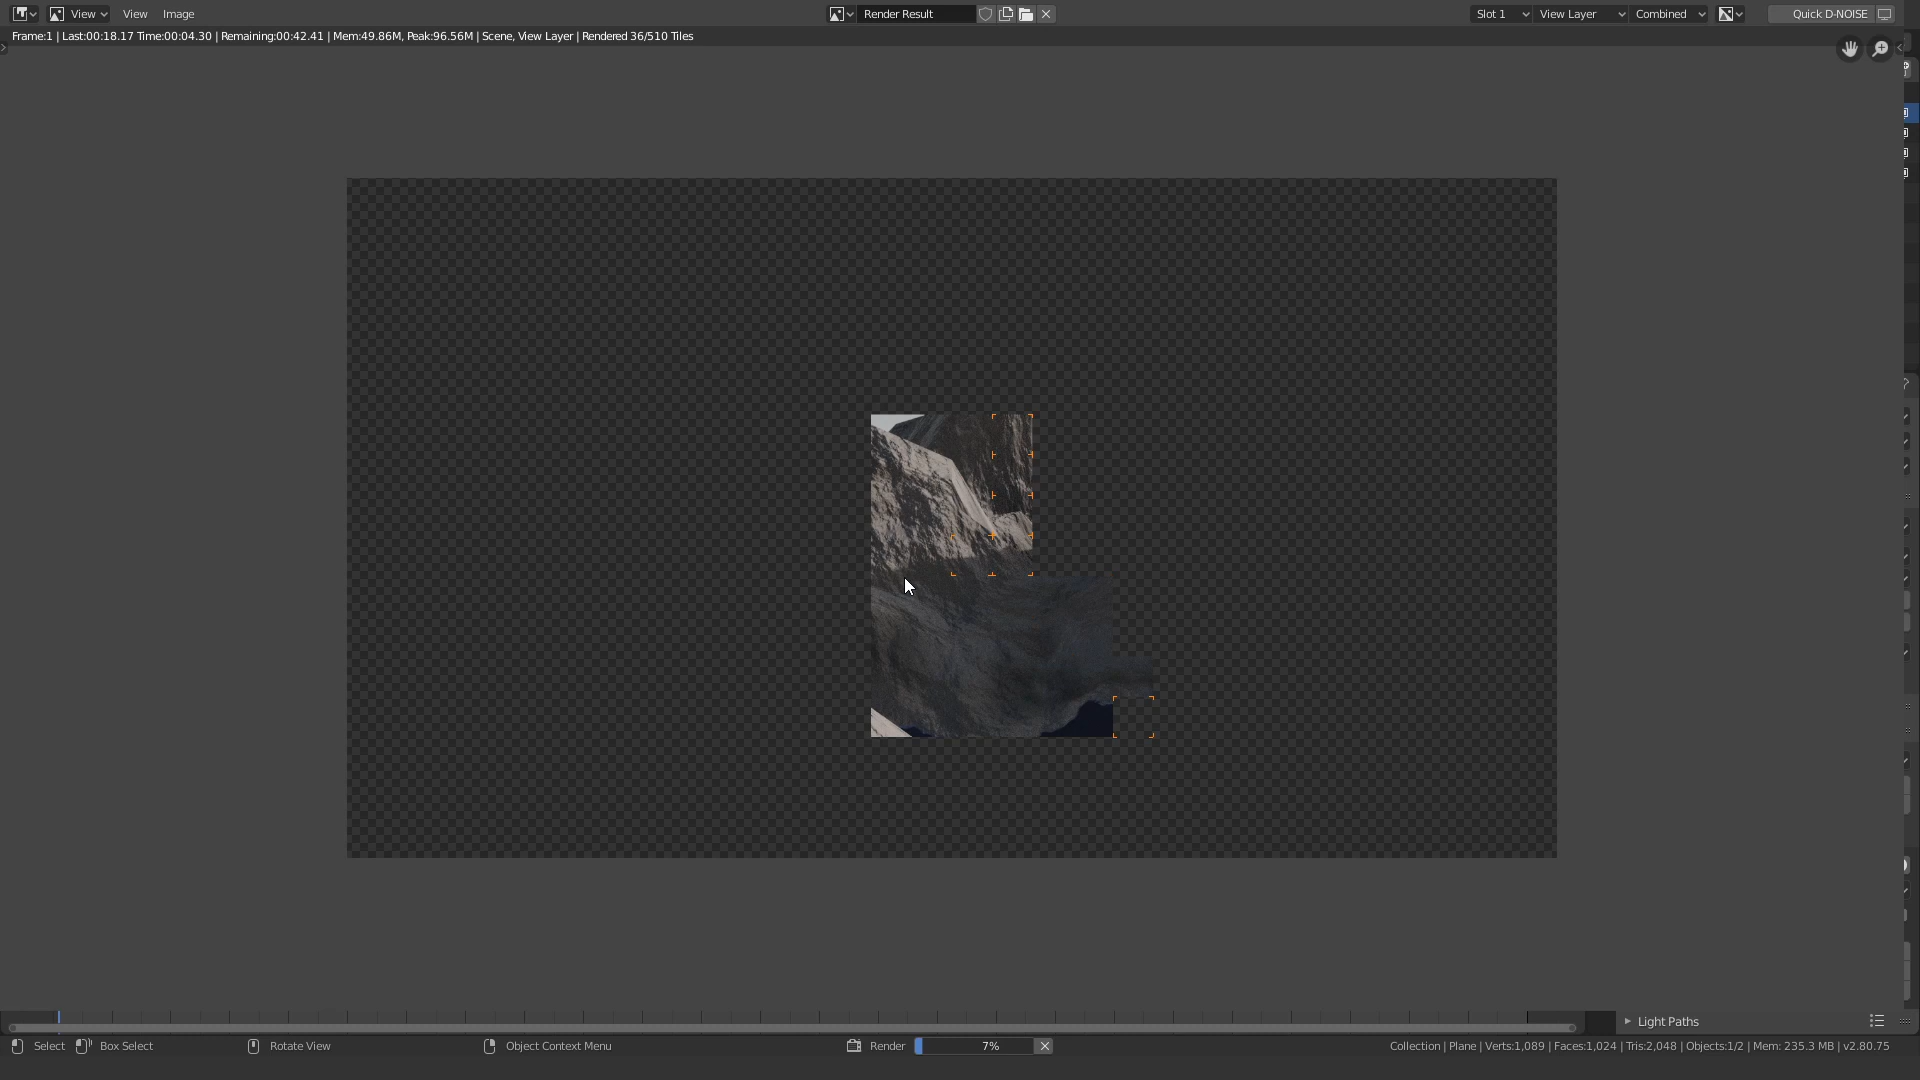 View View Image Render Result Slot 1 View Layer Combined Quick D-NOISE
Frame:1 | Last:00:18.17 Time:00:04.30 | Remaining:00:42.41 | Mem:49.86M, Peak:96.56M | Scene, View Layer | Rendered 36/510 Tiles
Light Paths
Select Box Select Rotate View Object Context Menu Render 7% Collection | Plane | Verts:1,089 | Faces:1,024 | Tris:2,048 | Objects:1/2 | Mem: 235.3 MB | v2.80.75